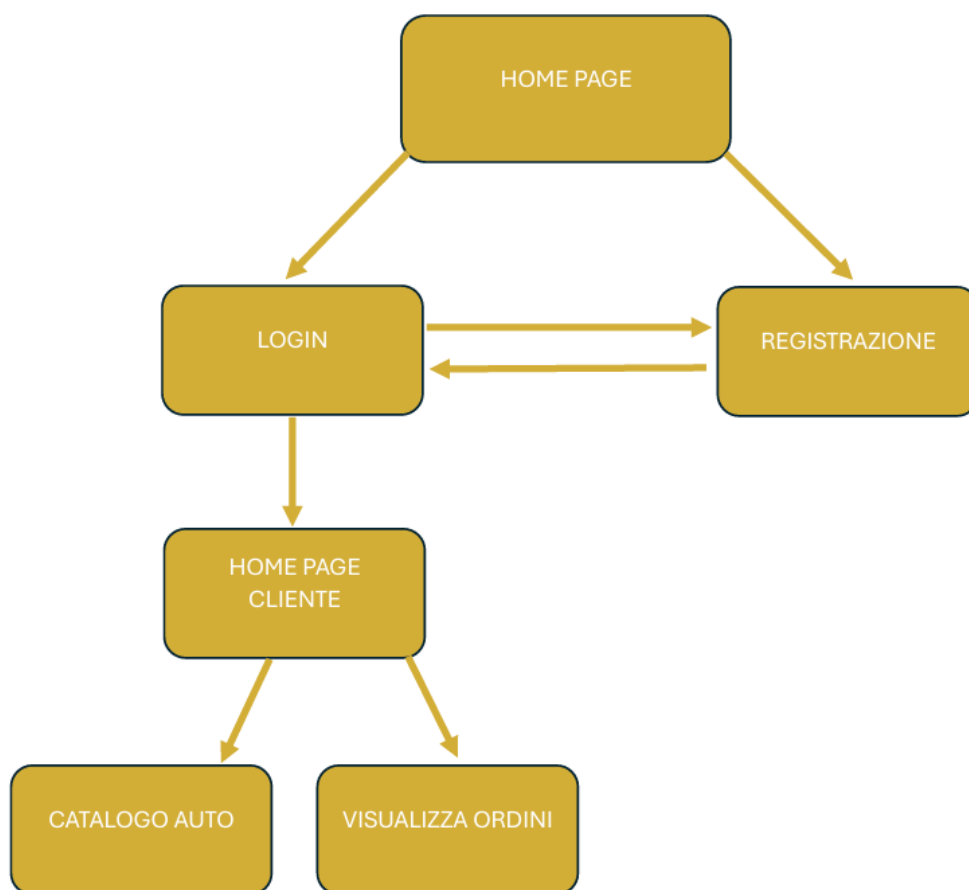 HOME PAGE
LOGIN
REGISTRAZIONE
HOME PAGE
CLIENTE
CATALOGO AUTO
VISUALIZZA ORDINI